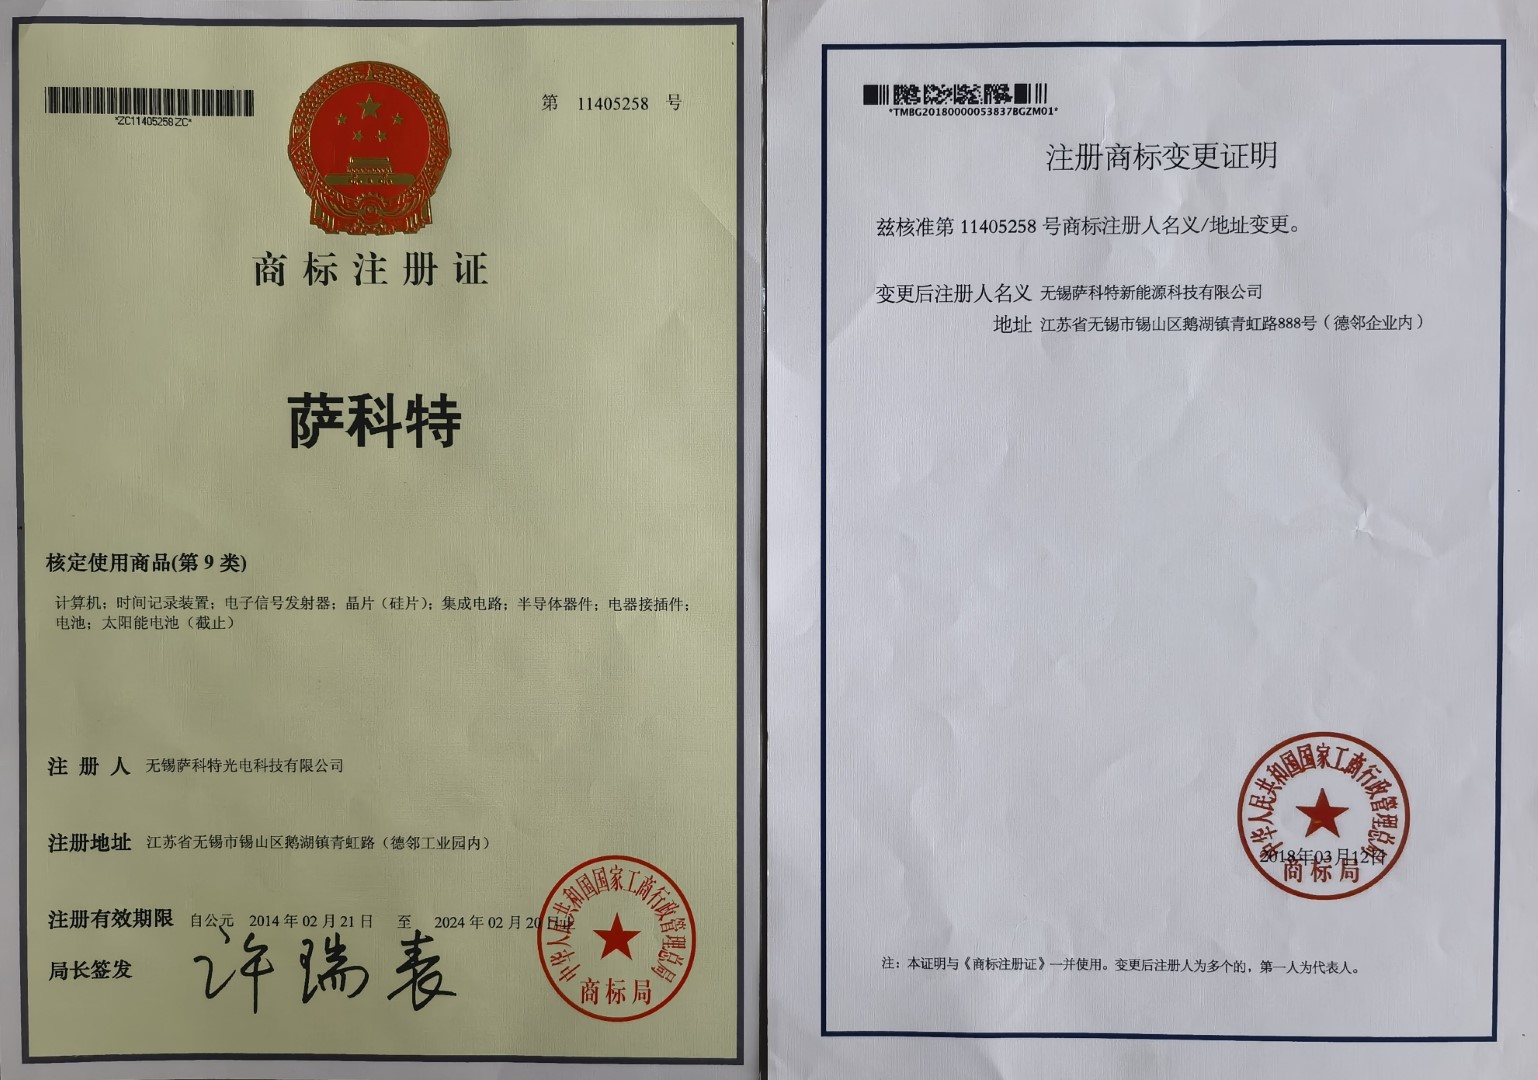 *ZC11405258ZC*
第 11405258 号
商标注册证
萨科特
核定使用商品(第 9 类)
计算机；时间记录装置；电子信号发射器；晶片（硅片）；集成电路；半导体器件；电器接插件；
电池；太阳能电池（截止）
注 册 人 无锡萨科特光电科技有限公司
注册地址 江苏省无锡市锡山区鹅湖镇青虹路（德邻工业园内）
注册有效期限 自公元 2014 年 02 月 21 日 至 2024 年 02 月 20 日止
局长签发 许瑞表
中华人民共和国国家工商行政管理总局
商标局
*TMBG20180000053837BGZM01*
注册商标变更证明
兹核准第 11405258 号商标注册人名义/地址变更。
变更后注册人名义 无锡萨科特新能源科技有限公司
地址 江苏省无锡市锡山区鹅湖镇青虹路888号（德邻企业内）
中华人民共和国国家工商行政管理总局
2018年03月12日
商标局
注：本证明与《商标注册证》一并使用。变更后注册人为多个的，第一人为代表人。